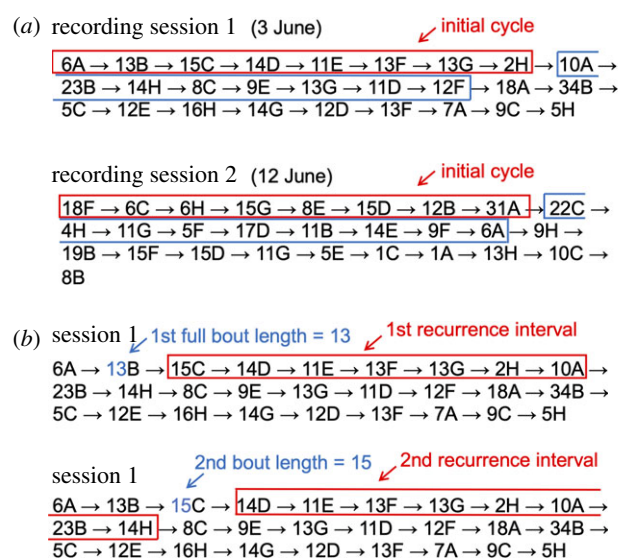 (a) recording session 1 (3 June) initial cycle
6A → 13B → 15C → 14D → 11E → 13F → 13G → 2H → 10A →
23B → 14H → 8C → 9E → 13G → 11D → 12F → 18A → 34B →
5C → 12E → 16H → 14G → 12D → 13F → 7A → 9C → 5H
recording session 2 (12 June) initial cycle
18F → 6C → 6H → 15G → 8E → 15D → 12B → 31A → 22C →
4H → 11G → 5F → 17D → 11B → 14E → 9F → 6A → 9H →
19B → 15F → 15D → 11G → 5E → 1C → 1A → 13H → 10C →
8B
(b) session 1 1st full bout length = 13 1st recurrence interval
6A → 13B → 15C → 14D → 11E → 13F → 13G → 2H → 10A →
23B → 14H → 8C → 9E → 13G → 11D → 12F → 18A → 34B →
5C → 12E → 16H → 14G → 12D → 13F → 7A → 9C → 5H
session 1 2nd bout length = 15 2nd recurrence interval
6A → 13B → 15C → 14D → 11E → 13F → 13G → 2H → 10A →
23B → 14H → 8C → 9E → 13G → 11D → 12F → 18A → 34B →
5C → 12E → 16H → 14G → 12D → 13F → 7A → 9C → 5H